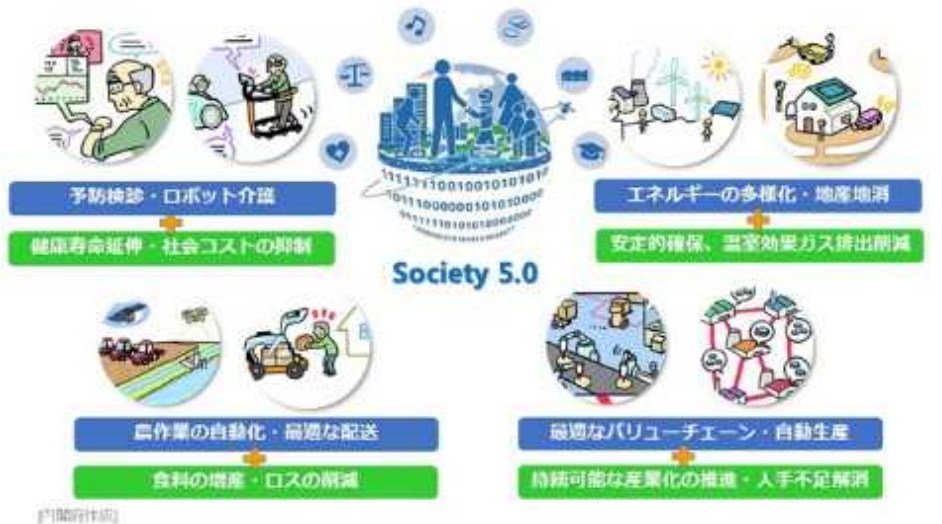 予防検診・ロボット介護
健康寿命延伸・社会コストの抑制
エネルギーの多様化・地産地消
安定的確保、温室効果ガス排出削減
Society 5.0
農作業の自動化・最適な配送
食料の増産・ロスの削減
最適なバリューチェーン・自動生産
持続可能な産業化の推進・人手不足解消
[内閣府作成]